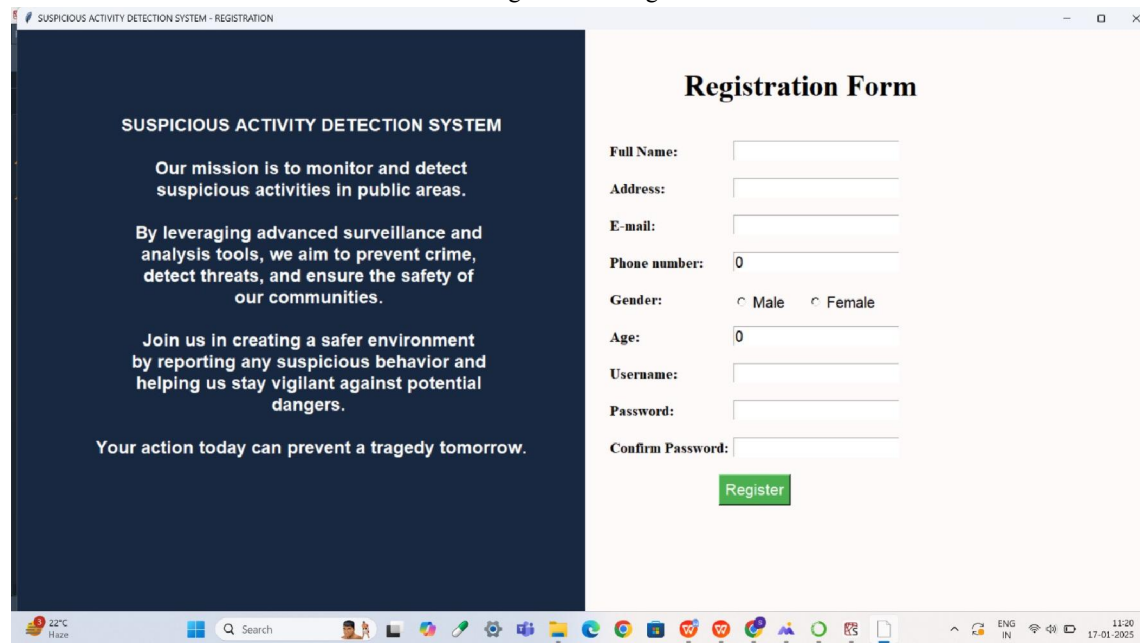 SUSPICIOUS ACTIVITY DETECTION SYSTEM - REGISTRATION
SUSPICIOUS ACTIVITY DETECTION SYSTEM
Our mission is to monitor and detect
suspicious activities in public areas.
By leveraging advanced surveillance and
analysis tools, we aim to prevent crime,
detect threats, and ensure the safety of
our communities.
Join us in creating a safer environment
by reporting any suspicious behavior and
helping us stay vigilant against potential
dangers.
Your action today can prevent a tragedy tomorrow.
Registration Form
Full Name:
Address:
E-mail:
Phone number: 0
Gender: Male Female
Age: 0
Username:
Password:
Confirm Password:
Register
3 22°C
Haze
Search
ENG
IN
11:20